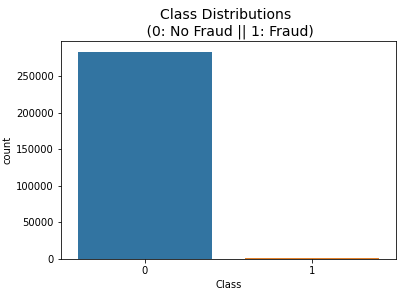 Class Distributions
(0: No Fraud || 1: Fraud)
250000
200000
150000
100000
50000
0
count
0 1
Class